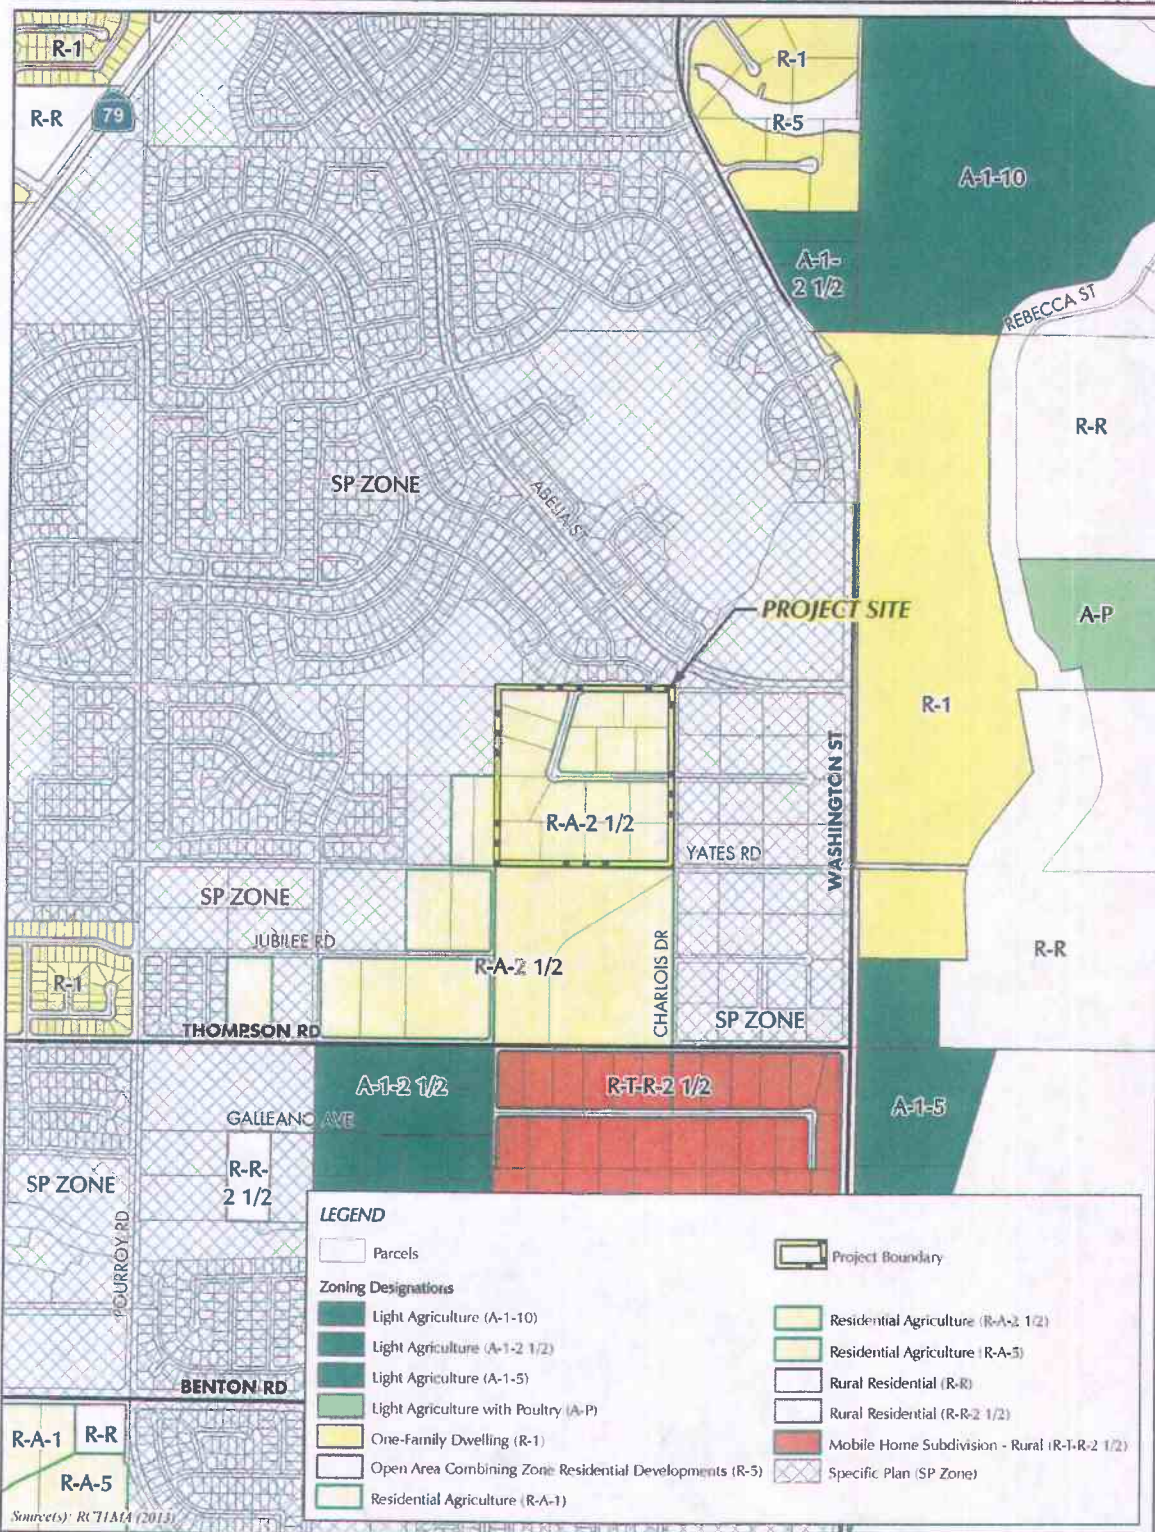 R-1
R-1
R-R
79
R-5
A-1-10
A-1-
2 1/2
REBECCA ST
R-R
SP ZONE
ABELIA ST
PROJECT SITE
A-P
R-1
WASHINGTON ST
R-A-2 1/2
YATES RD
SP ZONE
JUBILEE RD
R-A-2 1/2
CHARLOIS DR
R-R
R-1
THOMPSON RD
SP ZONE
A-1-2 1/2
R-T-R-2 1/2
A-1-5
GALLEANO AVE
SP ZONE
R-R-
2 1/2
POURROY RD
BENTON RD
R-A-1
R-R
R-A-5
LEGEND
Parcels
Project Boundary
Zoning Designations
Light Agriculture (A-1-10)
Light Agriculture (A-1-2 1/2)
Light Agriculture (A-1-5)
Light Agriculture with Poultry (A-P)
One-Family Dwelling (R-1)
Open Area Combining Zone Residential Developments (R-5)
Residential Agriculture (R-A-1)
Residential Agriculture (R-A-2 1/2)
Residential Agriculture (R-A-5)
Rural Residential (R-R)
Rural Residential (R-R-2 1/2)
Mobile Home Subdivision - Rural (R-T-R-2 1/2)
Specific Plan (SP Zone)
Source(s): RCTLMA (2013)